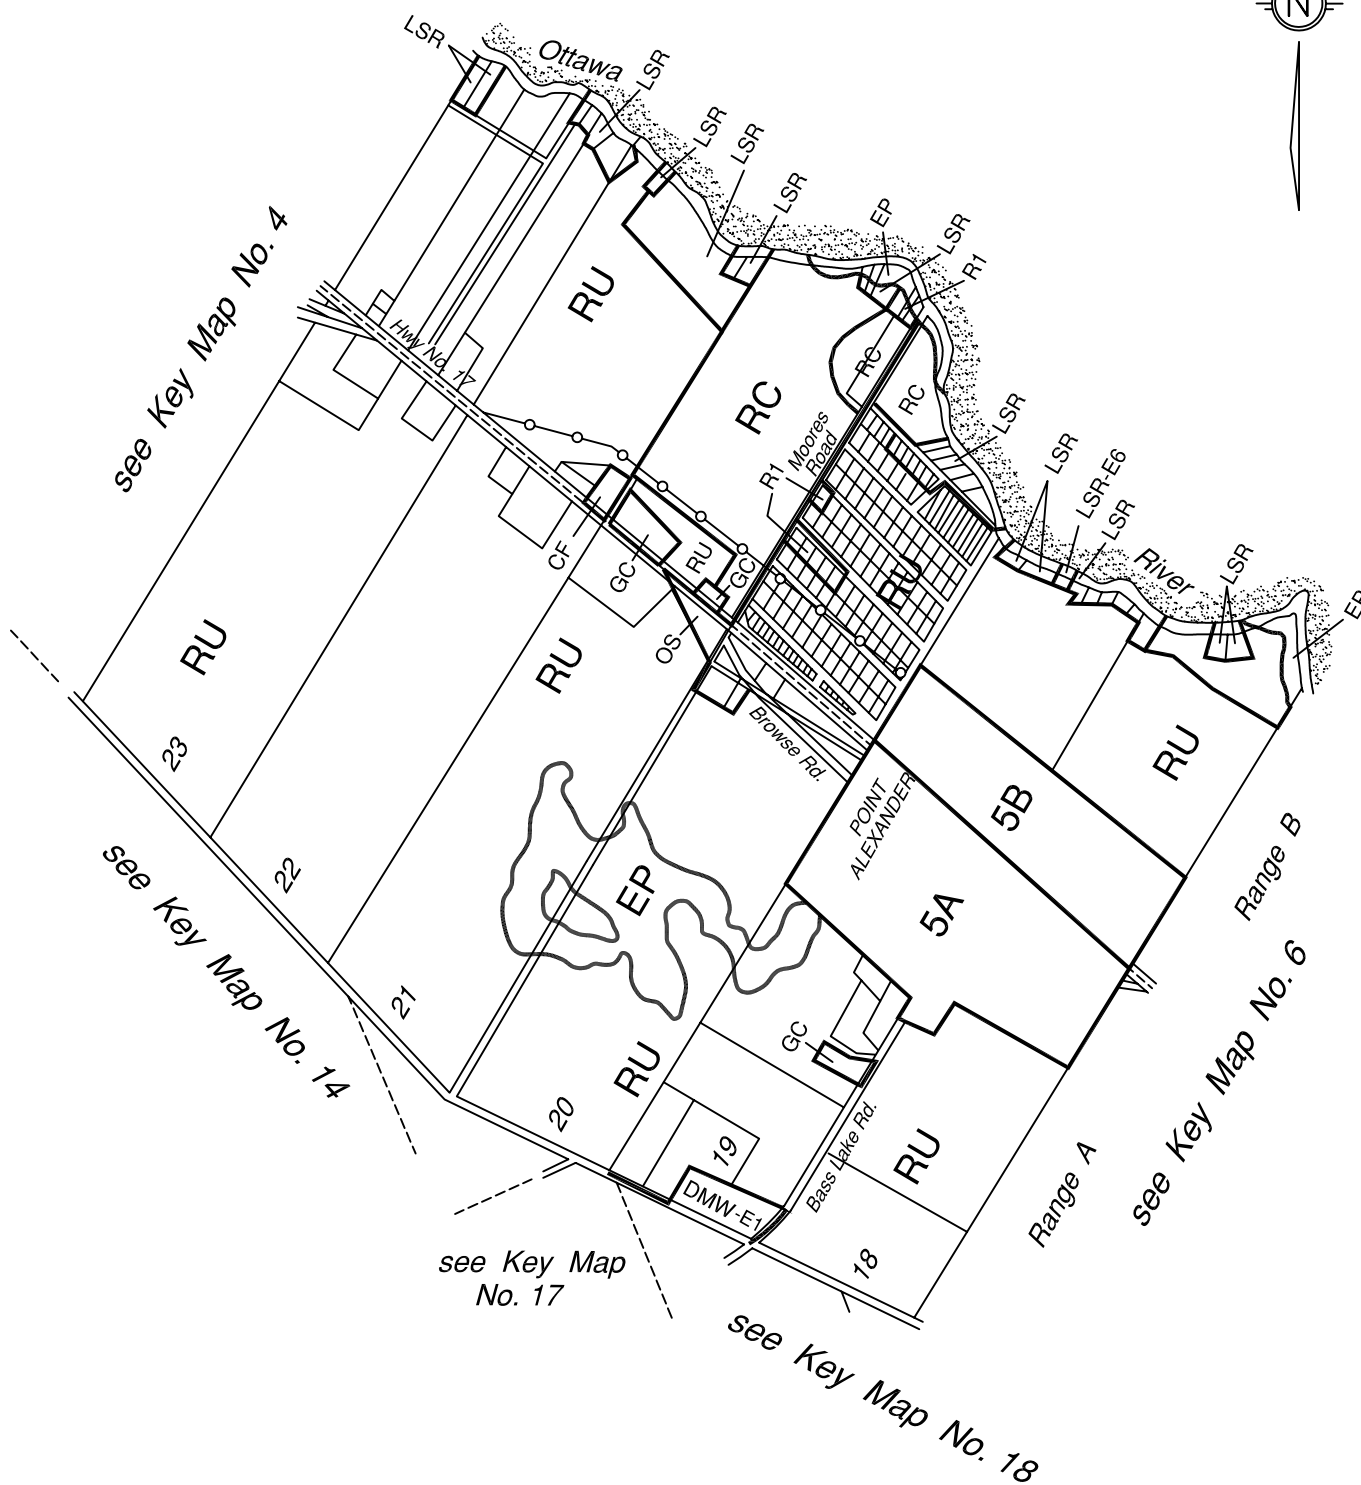 N
LSR
Ottawa
LSR
LSR
LSR
LSR
EP
LSR
R1
see Key Map No. 4
RU
Hwy No. 17
RC
RC
RC
Moores
Road
R1
LSR
LSR
LSR-E6
LSR
River
LSR
CF
GC
RU
GC
RU
OS
RU
RU
RU
Browse Rd.
POINT
ALEXANDER
5B
5A
Range B
23
22
21
20
19
18
EP
RU
GC
Bass Lake Rd.
RU
DMW-E1
Range A
see Key Map No. 6
see Key Map No. 14
see Key Map
No. 17
see Key Map No. 18